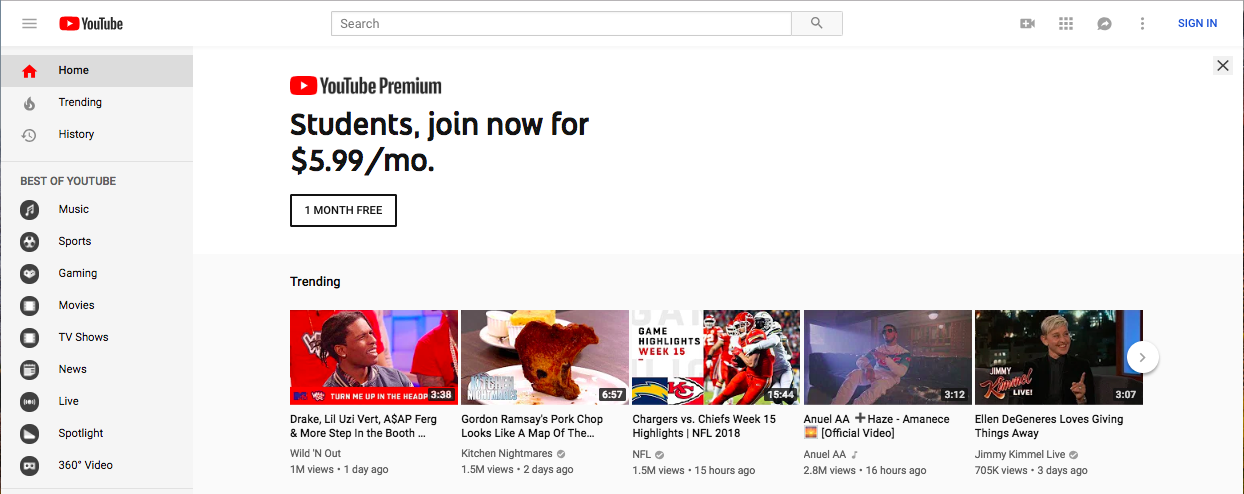 YouTube
Search
SIGN IN
Home
Trending
History
BEST OF YOUTUBE
Music
Sports
Gaming
Movies
TV Shows
News
Live
Spotlight
360° Video
YouTube Premium
Students, join now for
$5.99/mo.
1 MONTH FREE
Trending
TURN ME UP IN THE HEADP
3:38
Drake, Lil Uzi Vert, A$AP Ferg
& More Step In the Booth ...
Wild 'N Out
1M views • 1 day ago
KITCHEN
NIGHTMARES
6:57
Gordon Ramsay's Pork Chop
Looks Like A Map Of The...
Kitchen Nightmares
1.5M views • 2 days ago
GAME
HIGHLIGHTS
WEEK 15
15:44
Chargers vs. Chiefs Week 15
Highlights | NFL 2018
NFL
1.5M views • 15 hours ago
3:12
Anuel AA ➕Haze - Amanece
🌅 [Official Video]
Anuel AA
2.8M views • 16 hours ago
JIMMY
Kimmel
LIVE!
3:07
Ellen DeGeneres Loves Giving
Things Away
Jimmy Kimmel Live
705K views • 3 days ago